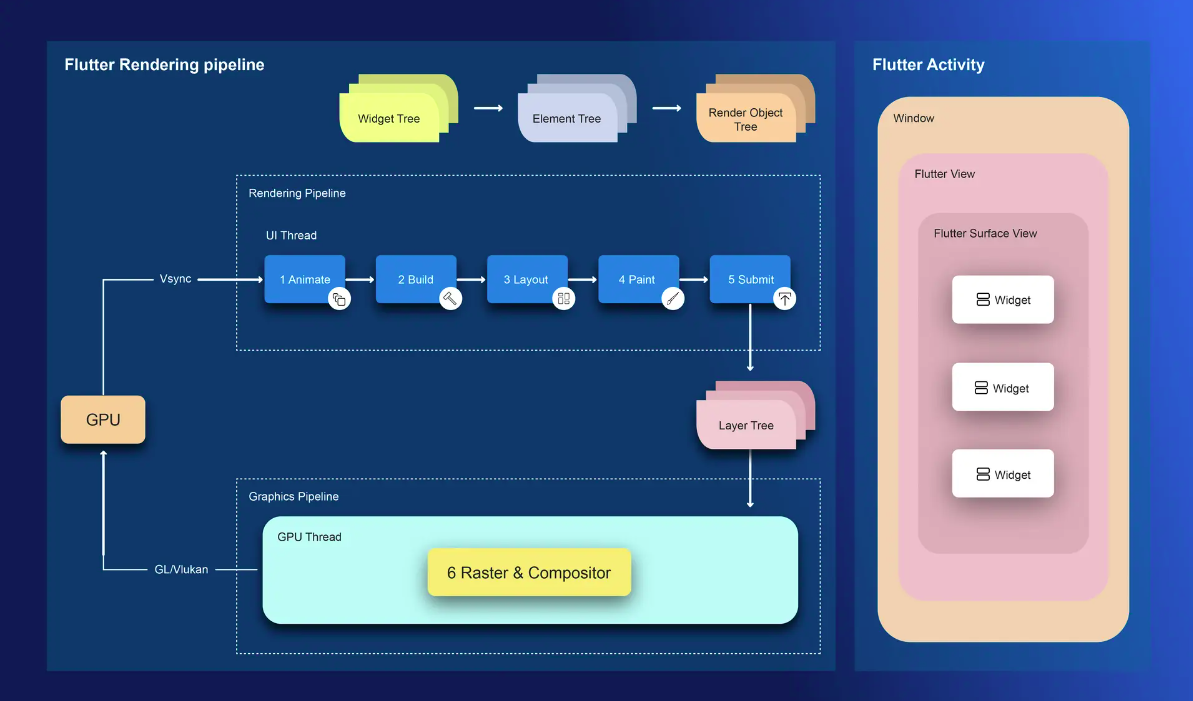 Flutter Rendering pipeline
Widget Tree
Element Tree
Render Object
Tree
Rendering Pipeline
UI Thread
Vsync
1 Animate
2 Build
3 Layout
4 Paint
5 Submit
GPU
Layer Tree
Graphics Pipeline
GPU Thread
GL/Vlukan
6 Raster & Compositor
Flutter Activity
Window
Flutter View
Flutter Surface View
Widget
Widget
Widget